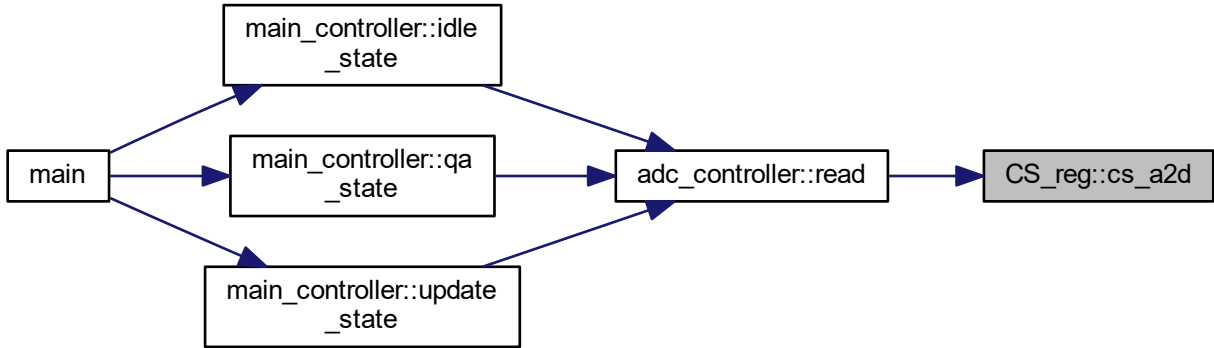 main_controller::idle
_state
main
main_controller::qa
_state
adc_controller::read
CS_reg::cs_a2d
main_controller::update
_state